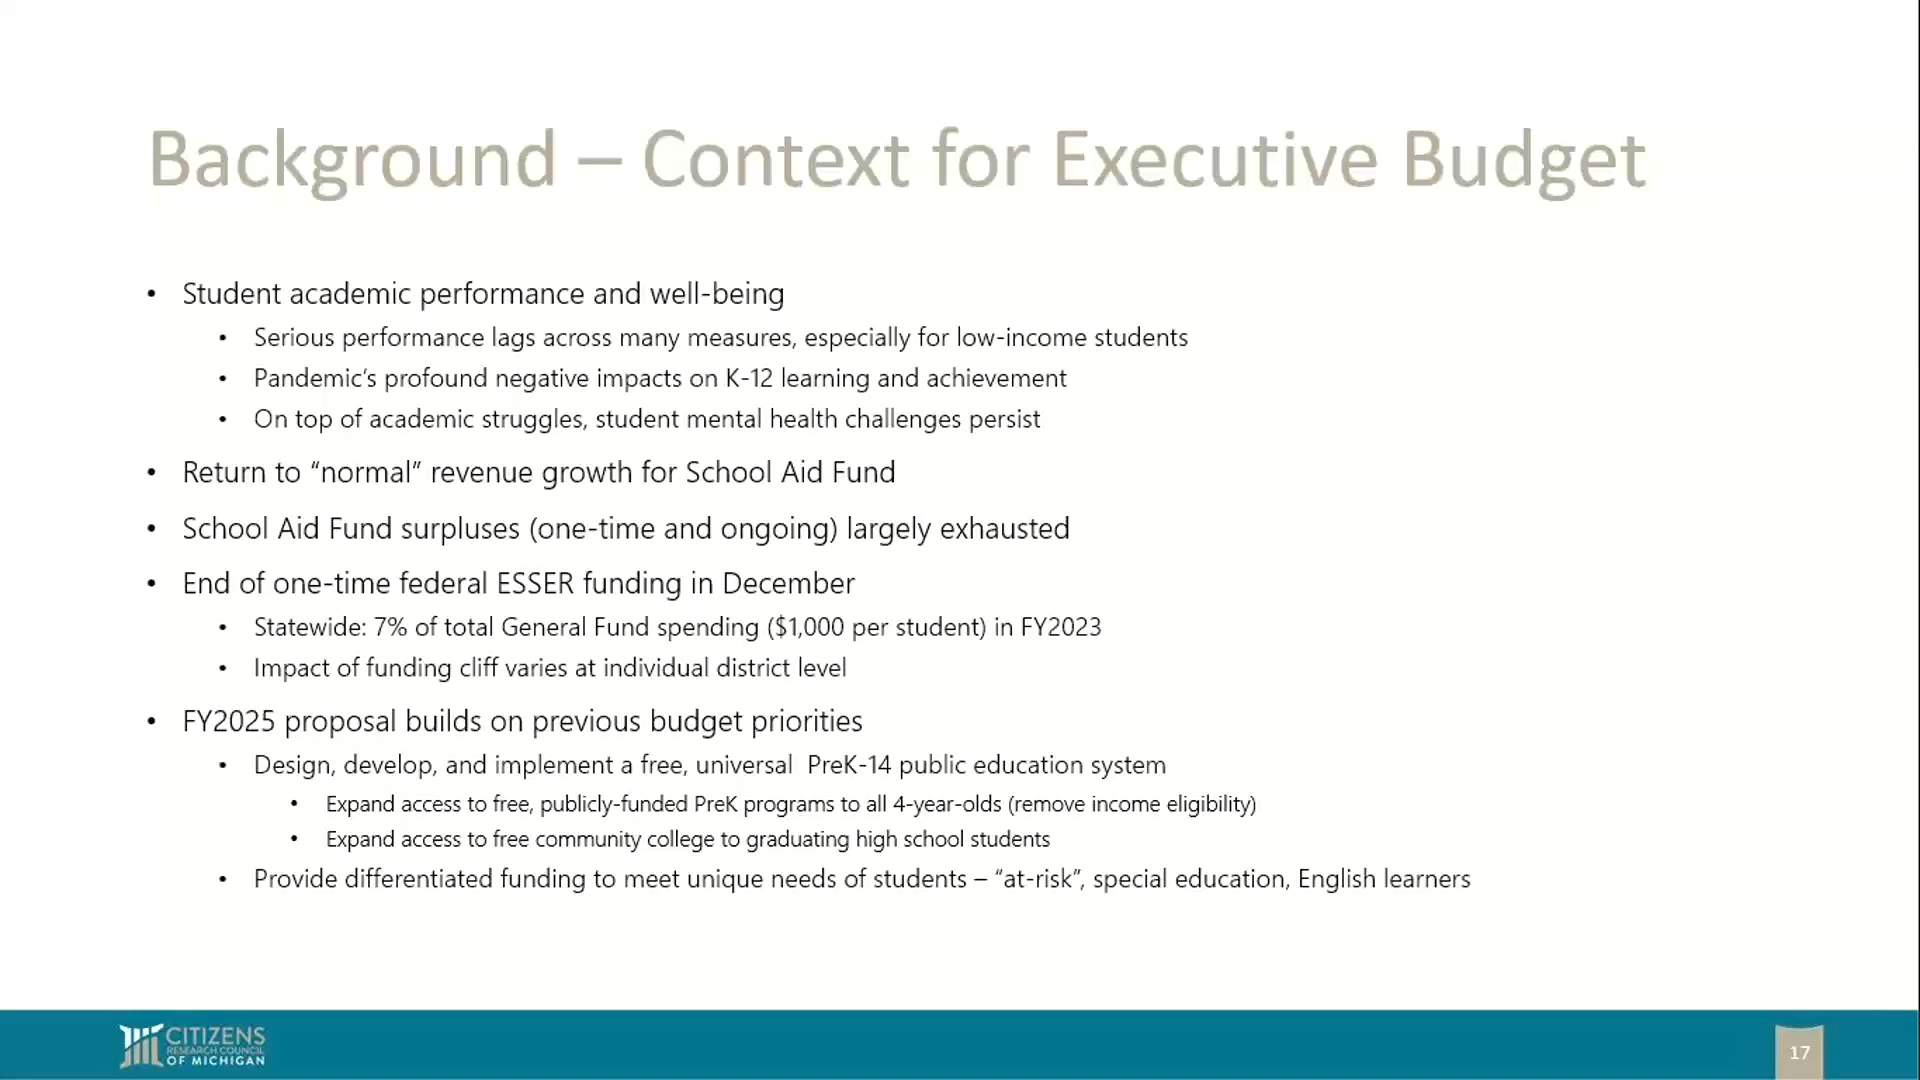 Background – Context for Executive Budget
• Student academic performance and well-being
• Serious performance lags across many measures, especially for low-income students
• Pandemic’s profound negative impacts on K-12 learning and achievement
• On top of academic struggles, student mental health challenges persist
• Return to “normal” revenue growth for School Aid Fund
• School Aid Fund surpluses (one-time and ongoing) largely exhausted
• End of one-time federal ESSER funding in December
• Statewide: 7% of total General Fund spending ($1,000 per student) in FY2023
• Impact of funding cliff varies at individual district level
• FY2025 proposal builds on previous budget priorities
• Design, develop, and implement a free, universal  PreK-14 public education system
• Expand access to free, publicly-funded PreK programs to all 4-year-olds (remove income eligibility)
• Expand access to free community college to graduating high school students
• Provide differentiated funding to meet unique needs of students – “at-risk”, special education, English learners
CITIZENS
RESEARCH COUNCIL
OF MICHIGAN
17